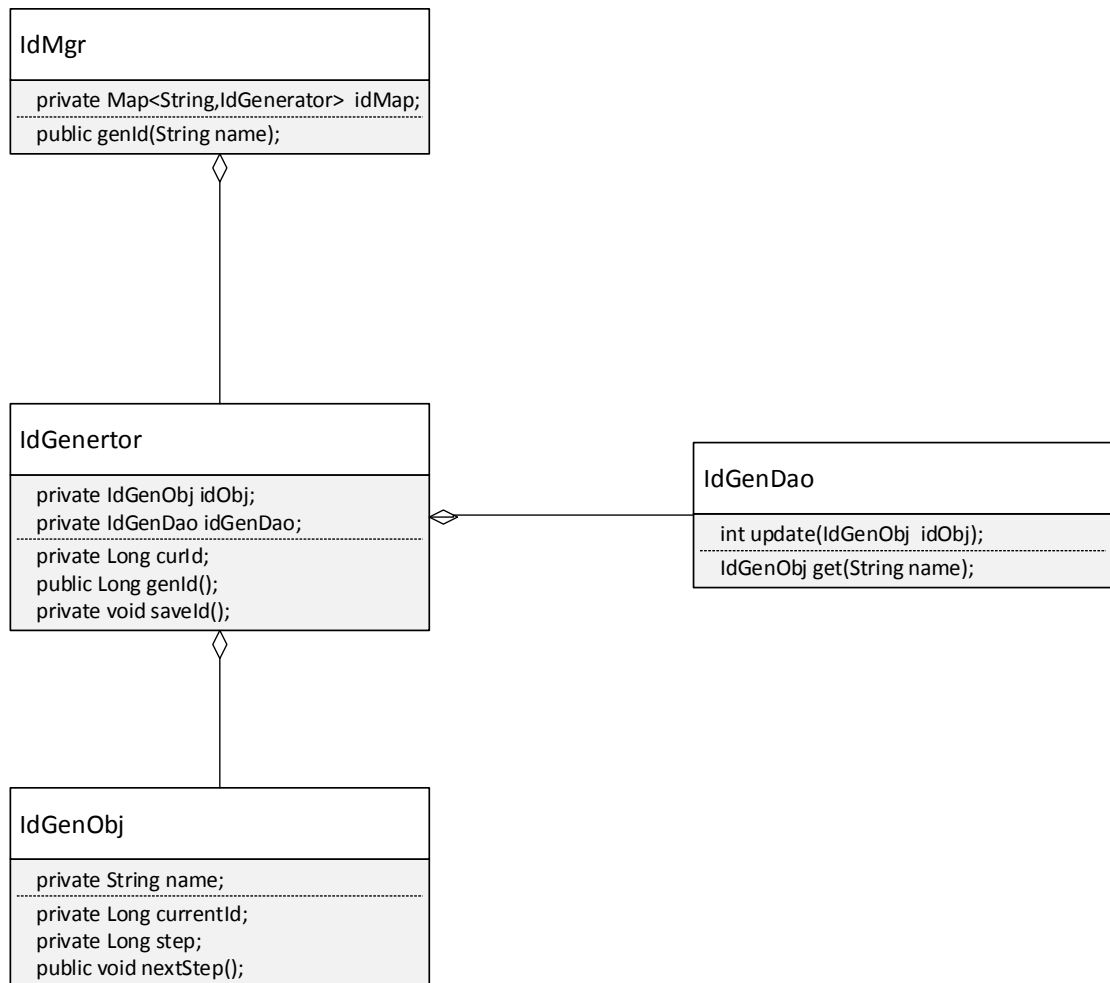 IdMgr
private Map<String,IdGenerator>  idMap;
public genId(String name);
IdGenertor
private IdGenObj idObj;
private IdGenDao idGenDao;
private Long curId;
public Long genId();
private void saveId();
IdGenDao
int update(IdGenObj  idObj);
IdGenObj get(String name);
IdGenObj
private String name;
private Long currentId;
private Long step;
public void nextStep();